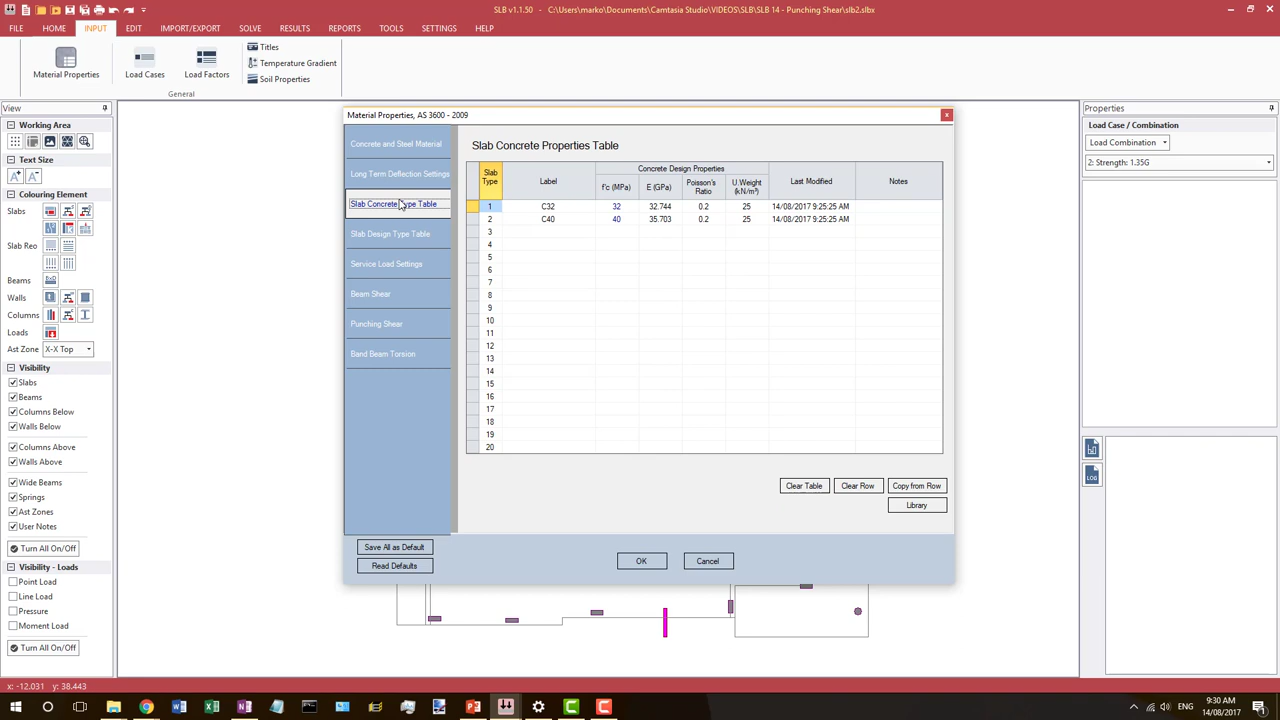 SLB v1.1.50 - C:\Users\marko\Documents\Camtasia Studio\VIDEOS\SLB\SLB 14 - Punching Shear\slb2.slbx
FILE HOME INPUT EDIT IMPORT/EXPORT SOLVE RESULTS REPORTS TOOLS SETTINGS HELP
Material Properties
Load Cases
Load Factors
Titles
Temperature Gradient
Soil Properties
General
View
Working Area
Text Size
A+ A-
Colouring Element
Slabs
Slab Reo
Beams
Walls
Columns
Loads
Ast Zone X-X Top
Visibility
Slabs
Beams
Columns Below
Walls Below
Columns Above
Walls Above
Wide Beams
Springs
Ast Zones
User Notes
Turn All On/Off
Visibility - Loads
Point Load
Line Load
Pressure
Moment Load
Turn All On/Off
Material Properties, AS 3600 - 2009
x
Concrete and Steel Material
Long Term Deflection Settings
Slab Concrete Type Table
Slab Design Type Table
Service Load Settings
Beam Shear
Punching Shear
Band Beam Torsion
Slab Concrete Properties Table
Slab Type Label Concrete Design Properties Last Modified Notes
f'c (MPa) E (GPa) Poisson's Ratio U.Weight (kN/m³)
1 C32 32 32.744 0.2 25 14/08/2017 9:25:25 AM
2 C40 40 35.703 0.2 25 14/08/2017 9:25:25 AM
3
4
5
6
7
8
9
10
11
12
13
14
15
16
17
18
19
20
Clear Table Clear Row Copy from Row
Library
Save All as Default
Read Defaults
OK Cancel
Properties
Load Case / Combination
Load Combination
2: Strength: 1.35G
LOG
x: -12.031 y: 38.443
ENG
9:30 AM
14/08/2017